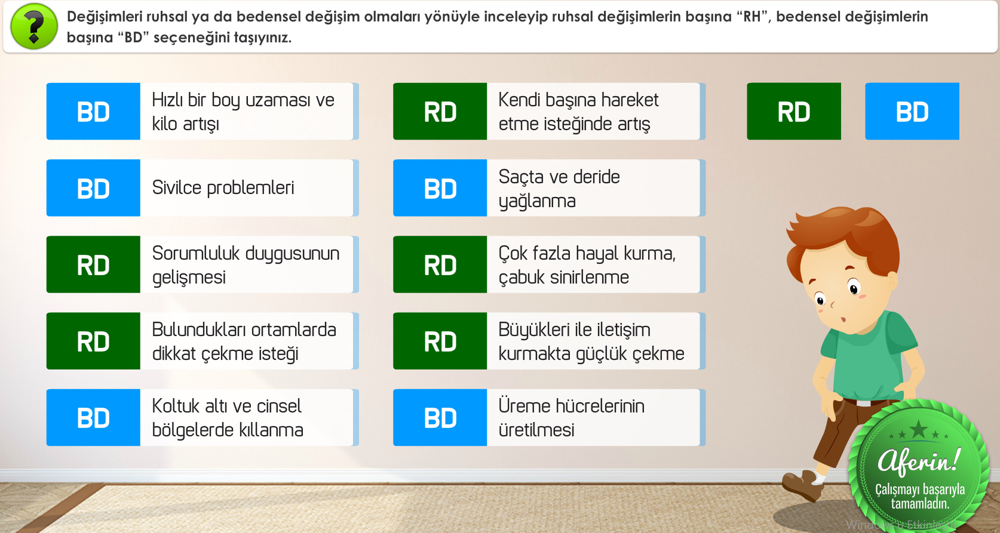 Değişimleri ruhsal ya da bedensel değişim olmaları yönüyle inceleyip ruhsal değişimlerin başına “RH”, bedensel değişimlerin
başına “BD” seçeneğini taşıyınız.
BD
Hızlı bir boy uzaması ve
kilo artışı
RD
Kendi başına hareket
etme isteğinde artış
RD
BD
BD
Sivilce problemleri
BD
Saçta ve deride
yağlanma
RD
Sorumluluk duygusunun
gelişmesi
RD
Çok fazla hayal kurma,
çabuk sinirlenme
RD
Bulundukları ortamlarda
dikkat çekme isteği
RD
Büyükleri ile iletişim
kurmakta güçlük çekme
BD
Koltuk altı ve cinsel
bölgelerde kıllanma
BD
Üreme hücrelerinin
üretilmesi
Aferin!
Çalışmayı başarıyla
tamamladın.